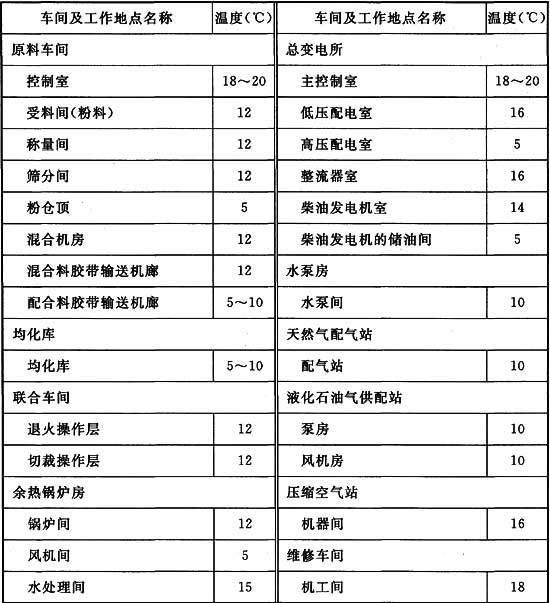 车间及工作地点名称 温度(℃) 车间及工作地点名称 温度(℃)
原料车间 总变电所
控制室 18～20 主控制室 18～20
受料间(粉料) 12 低压配电室 16
称量间 12 高压配电室 5
筛分间 12 整流器室 16
粉仓顶 5 柴油发电机室 14
混合机房 12 柴油发电机的储油间 5
混合料胶带输送机廊 12 水泵房
配合料胶带输送机廊 5～10 水泵间 10
均化库 天然气配气站
均化库 5～10 配气站 10
联合车间 液化石油气供配站
退火操作层 12 泵房 10
切裁操作层 12 风机房 10
余热锅炉房 压缩空气站
锅炉间 12 机器间 16
风机间 5 维修车间
水处理间 15 机工间 18